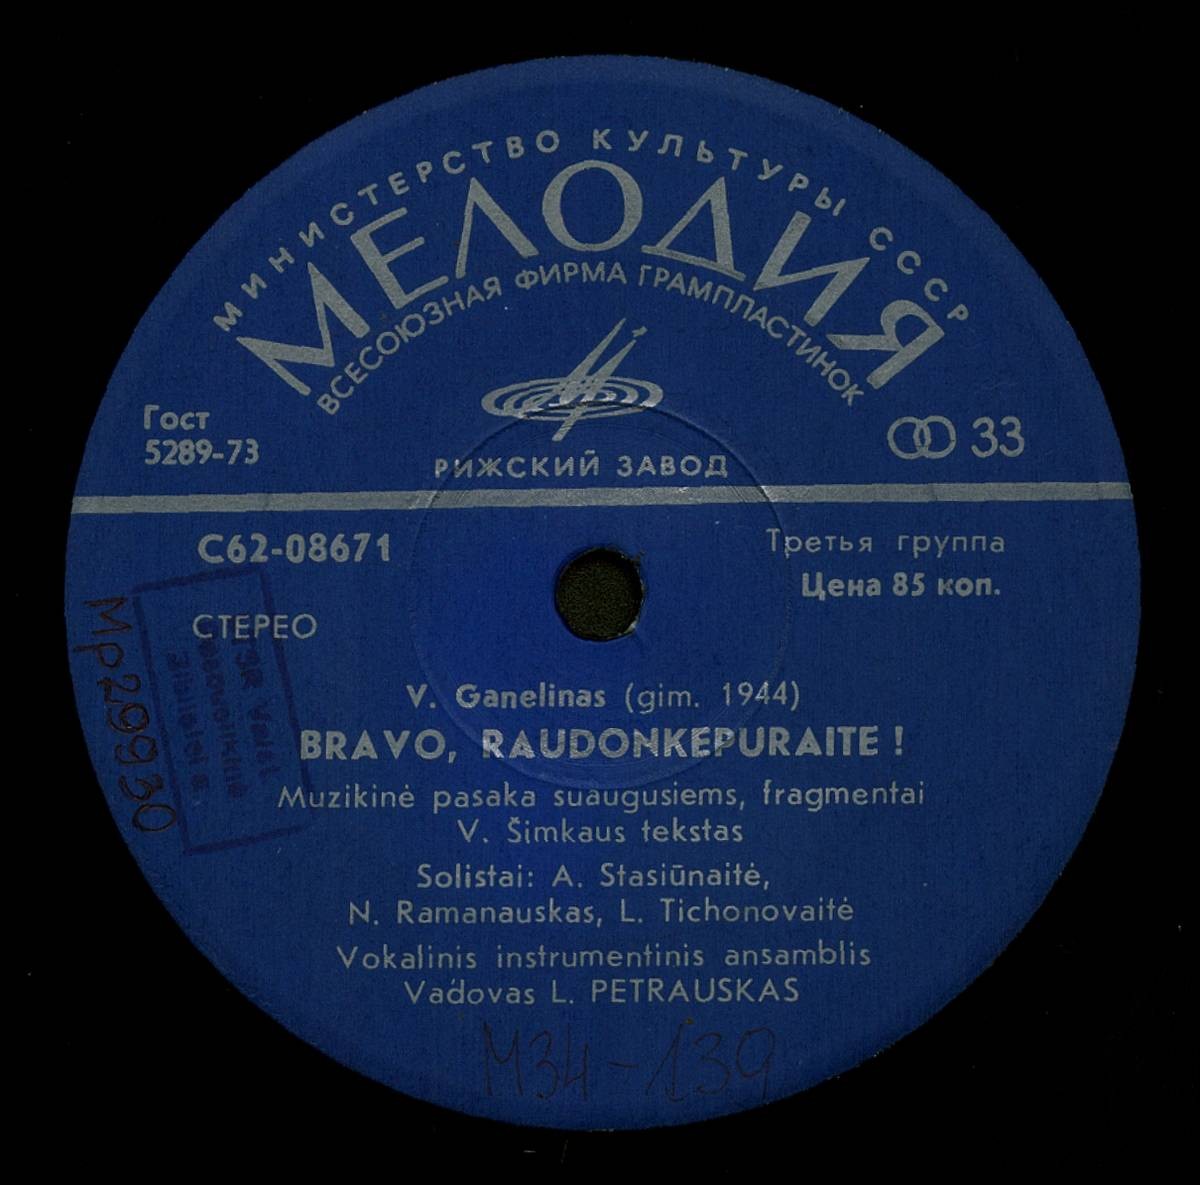 МИНИСТЕРСТВО КУЛЬТУРЫ СССР
МЕЛОДИЯ
ВСЕСОЮЗНАЯ ФИРМА ГРАМПЛАСТИНОК
Гост
5289-73
33
РИЖСКИЙ ЗАВОД
С62-08671
Третья группа
Цена 85 коп.
СТЕРЕО
Mp29930
V. Ganelinas (gim. 1944)
BRAVO, RAUDONKEPURAITE !
Muzikinė pasaka suaugusiems, fragmentai
V. Šimkaus tekstas
Solistai: A. Stasiūnaitė,
N. Ramanauskas, L. Tichonovaitė
Vokalinis instrumentinis ansamblis
Vadovas L. PETRAUSKAS
M34-139